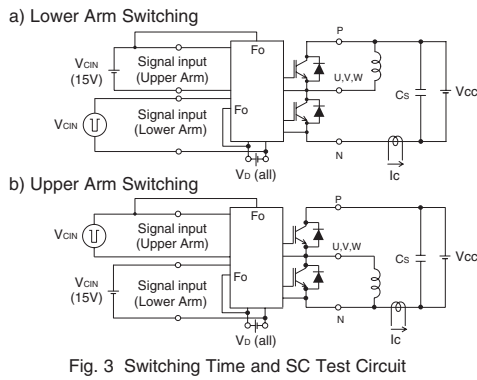 a) Lower Arm Switching
P
Fo
VCIN
(15V)
Signal input
(Upper Arm)
U,V,W
CS
VCC
VCIN
Signal input
(Lower Arm)
Fo
VD (all)
N
IC
b) Upper Arm Switching
P
Fo
VCIN
Signal input
(Upper Arm)
U,V,W
CS
VCC
VCIN
(15V)
Signal input
(Lower Arm)
Fo
VD (all)
N
IC
Fig. 3 Switching Time and SC Test Circuit